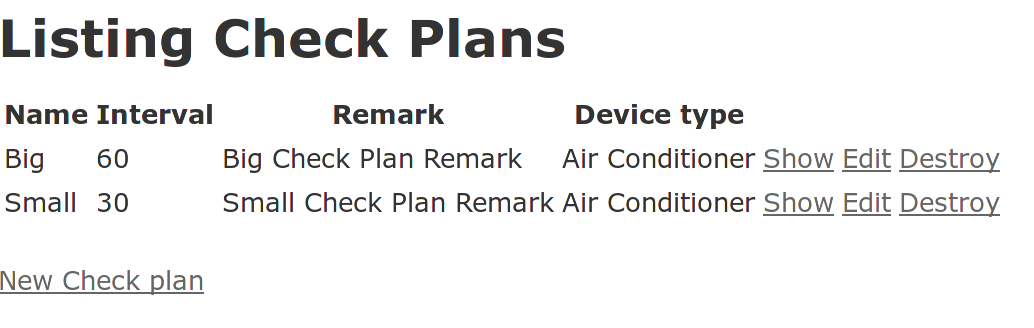 Listing Check Plans
Name Interval Remark Device type
Big 60 Big Check Plan Remark Air Conditioner Show Edit Destroy
Small 30 Small Check Plan Remark Air Conditioner Show Edit Destroy
New Check plan